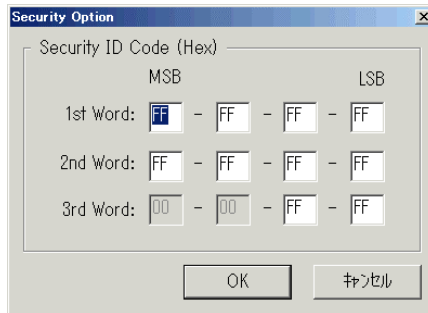 Security Option
Security ID Code (Hex)
MSB LSB
1st Word: FF - FF - FF - FF
2nd Word: FF - FF - FF - FF
3rd Word: 00 - 00 - FF - FF
OK ｷｬﾝｾﾙ